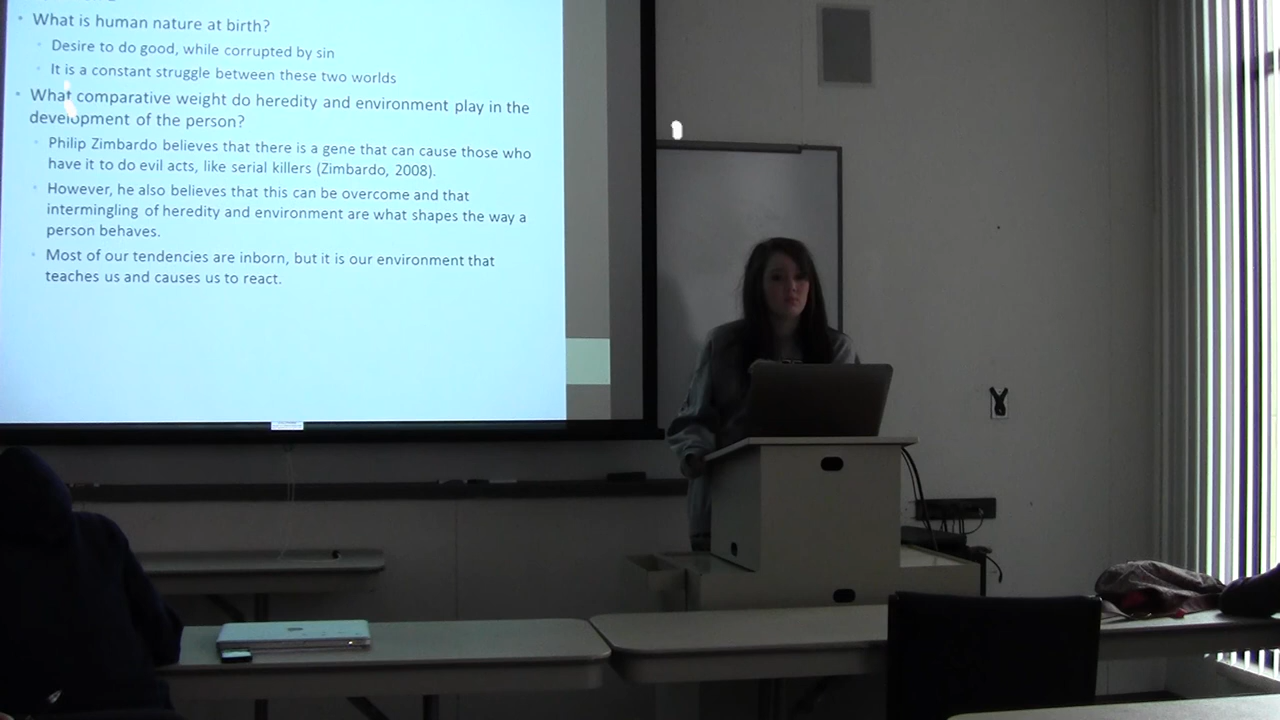 What is human nature at birth?
Desire to do good, while corrupted by sin
It is a constant struggle between these two worlds
What comparative weight do heredity and environment play in the
development of the person?
Philip Zimbardo believes that there is a gene that can cause those who
have it to do evil acts, like serial killers (Zimbardo, 2008).
However, he also believes that this can be overcome and that
intermingling of heredity and environment are what shapes the way a
person behaves.
Most of our tendencies are inborn, but it is our environment that
teaches us and causes us to react.